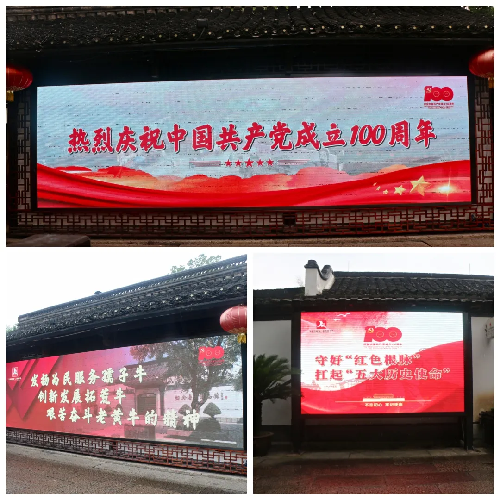 热烈庆祝中国共产党成立100周年
发扬为民服务孺子牛
创新发展拓荒牛
艰苦奋斗老黄牛的精神
守好“红色根脉”
扛起“五大历史使命”